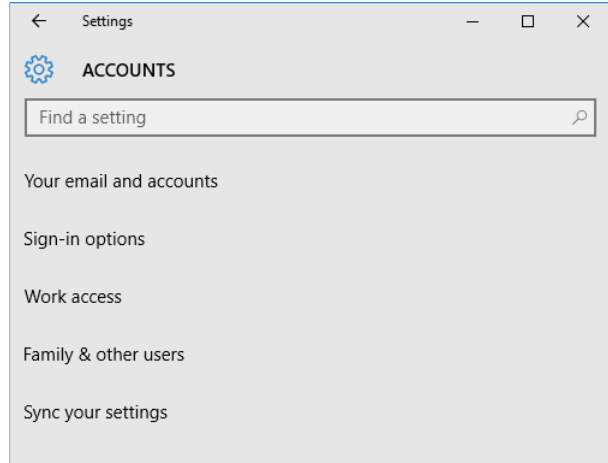 Settings
ACCOUNTS
Find a setting
Your email and accounts
Sign-in options
Work access
Family & other users
Sync your settings